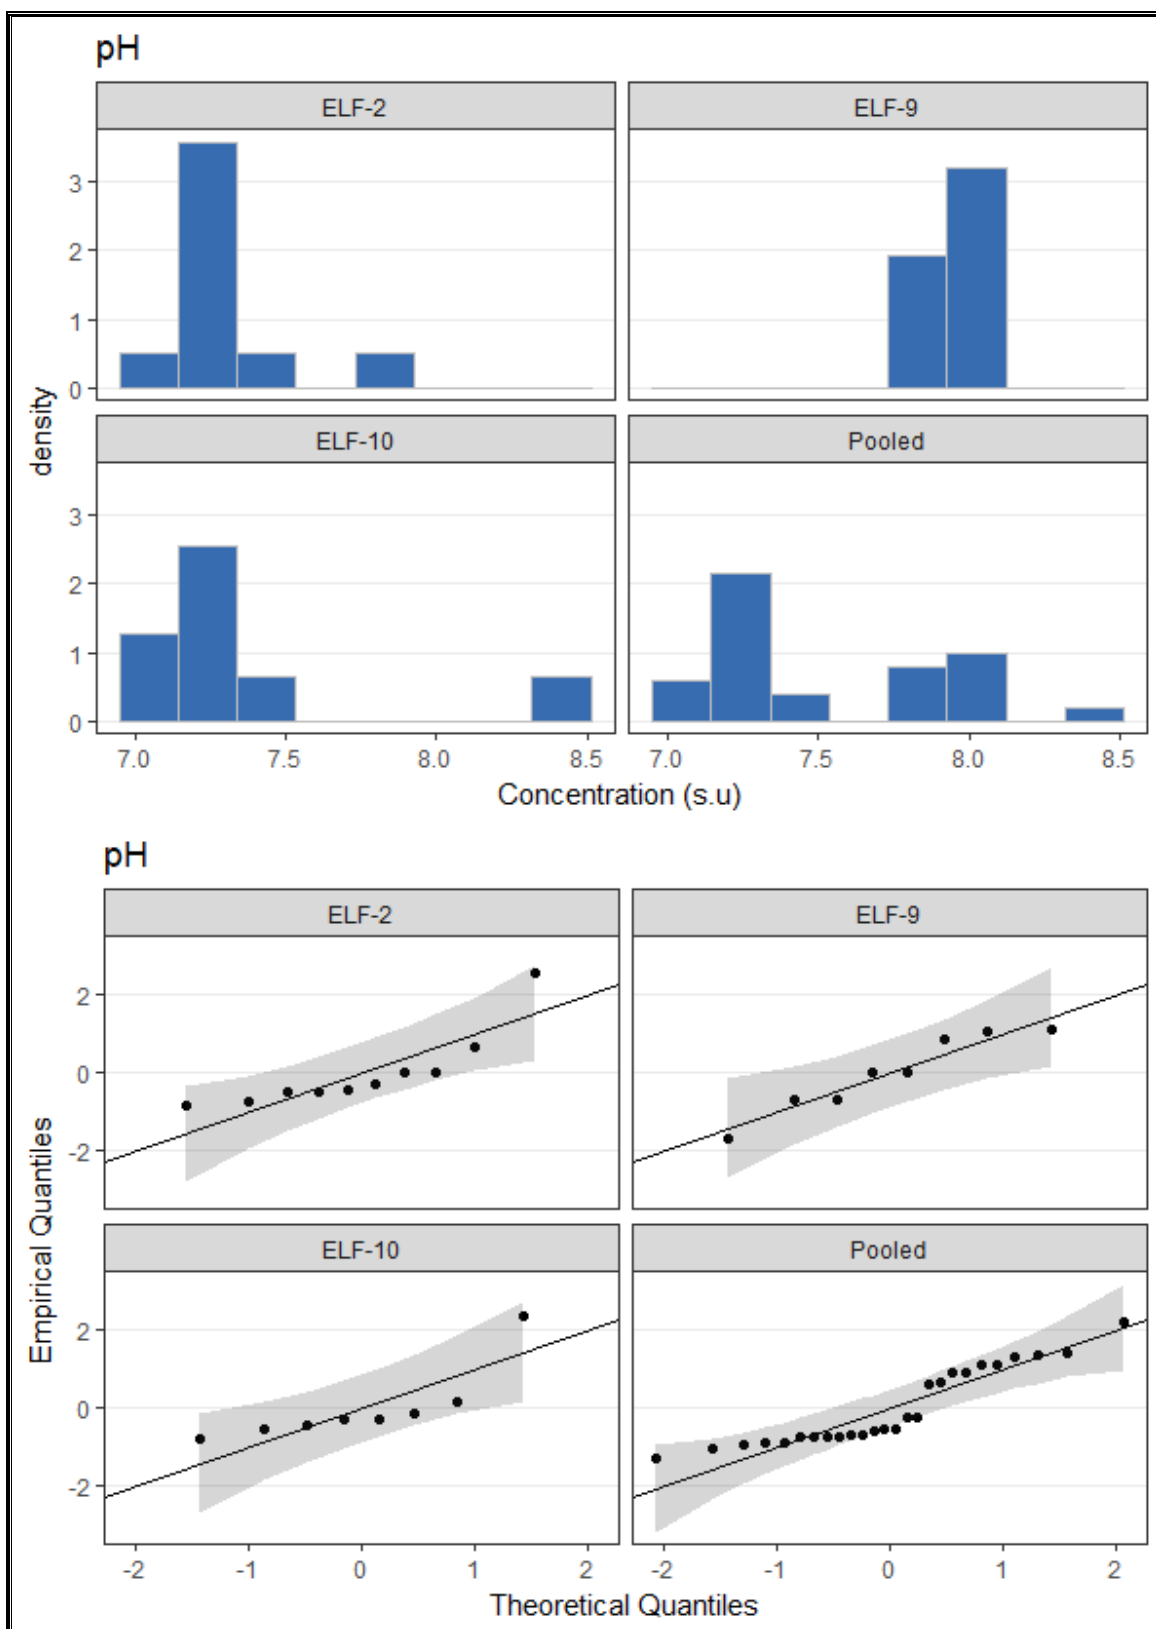 pH
ELF-2 ELF-9
3
2
1
0
ELF-10 Pooled
3
2
1
0
density
7.0 7.5 8.0 8.5 7.0 7.5 8.0 8.5
Concentration (s.u)
pH
ELF-2 ELF-9
2
0
-2
ELF-10 Pooled
2
0
-2
Empirical Quantiles
-2 -1 0 1 2 -2 -1 0 1 2
Theoretical Quantiles